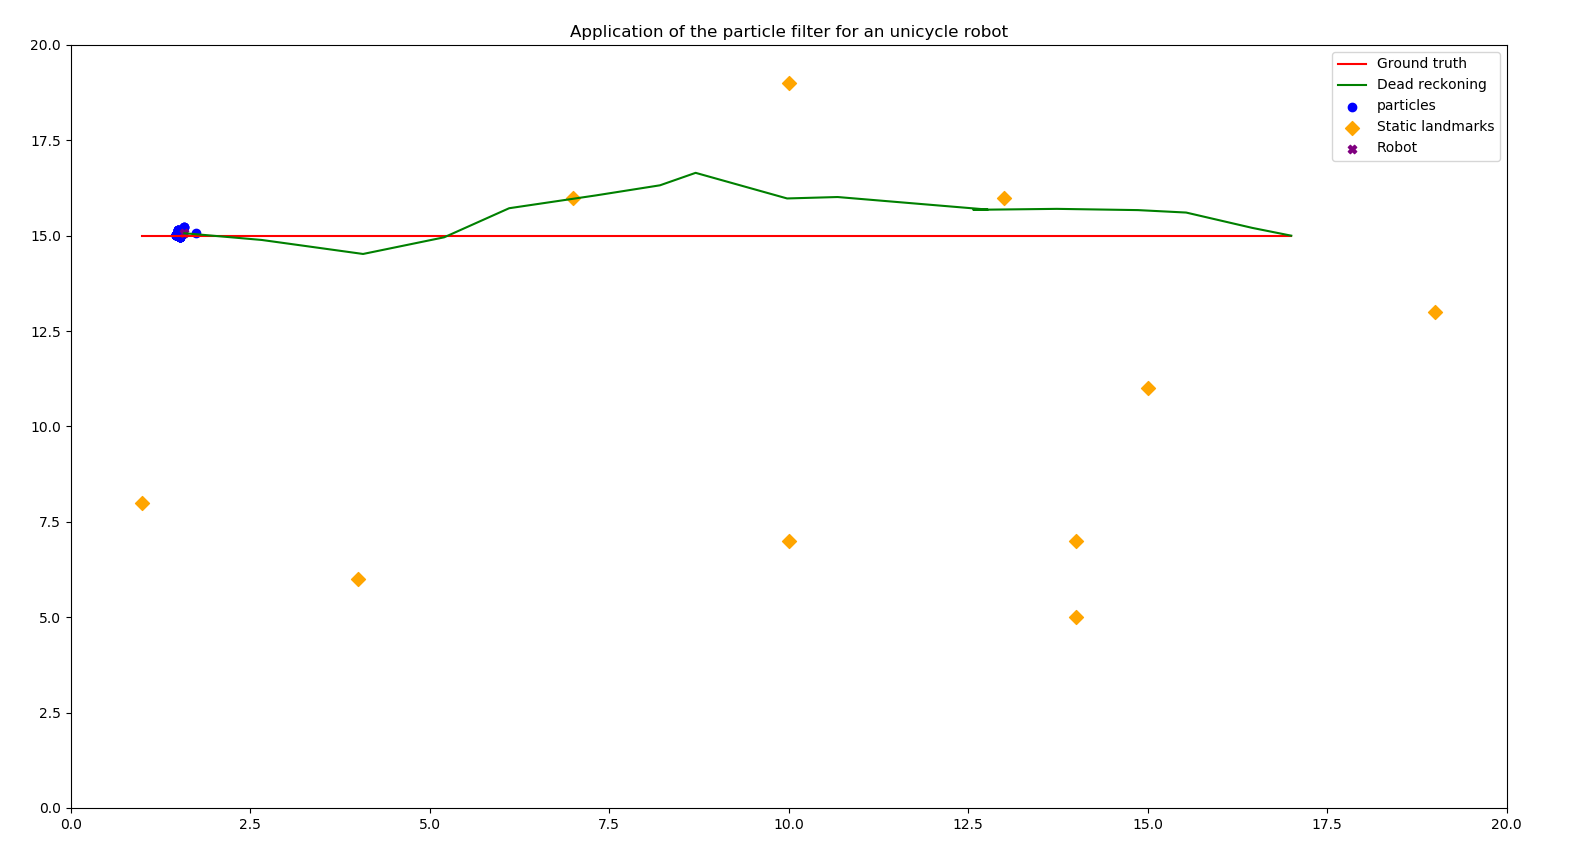 Application of the particle filter for an unicycle robot
20.0
17.5
15.0
12.5
10.0
7.5
5.0
2.5
0.0
0.0 2.5 5.0 7.5 10.0 12.5 15.0 17.5 20.0
Ground truth
Dead reckoning
particles
Static landmarks
Robot